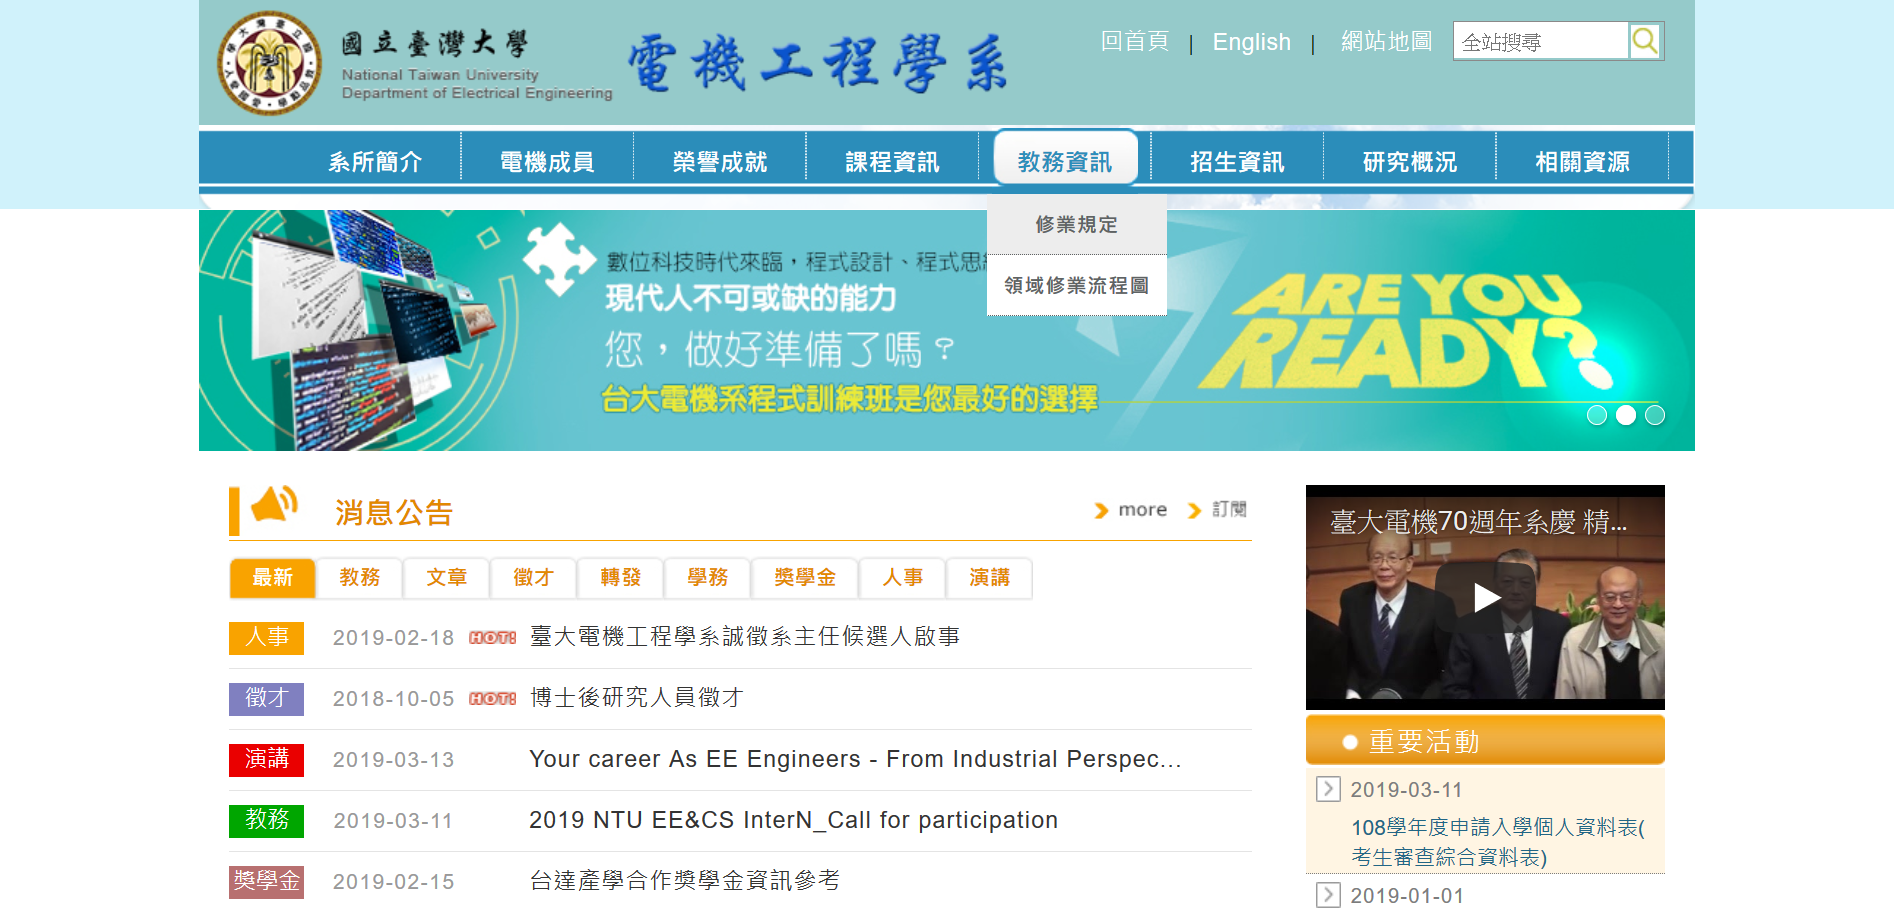 國立臺灣大學
National Taiwan University
Department of Electrical Engineering
電機工程學系
回首頁 | English | 網站地圖
全站搜尋
系所簡介 電機成員 榮譽成就 課程資訊 教務資訊 招生資訊 研究概況 相關資源
修業規定
領域修業流程圖
數位科技時代來臨，程式設計、程式思
現代人不可或缺的能力
您，做好準備了嗎？
台大電機系程式訓練班是您最好的選擇
ARE YOU
READY?
消息公告
more 訂閱
最新 教務 文章 徵才 轉發 學務 獎學金 人事 演講
人事 2019-02-18 HOT! 臺大電機工程學系誠徵系主任候選人啟事
徵才 2018-10-05 HOT! 博士後研究人員徵才
演講 2019-03-13 Your career As EE Engineers - From Industrial Perspec...
教務 2019-03-11 2019 NTU EE&CS InterN_Call for participation
獎學金 2019-02-15 台達產學合作獎學金資訊參考
臺大電機70週年系慶 精...
重要活動
2019-03-11
108學年度申請入學個人資料表(
考生審查綜合資料表)
2019-01-01